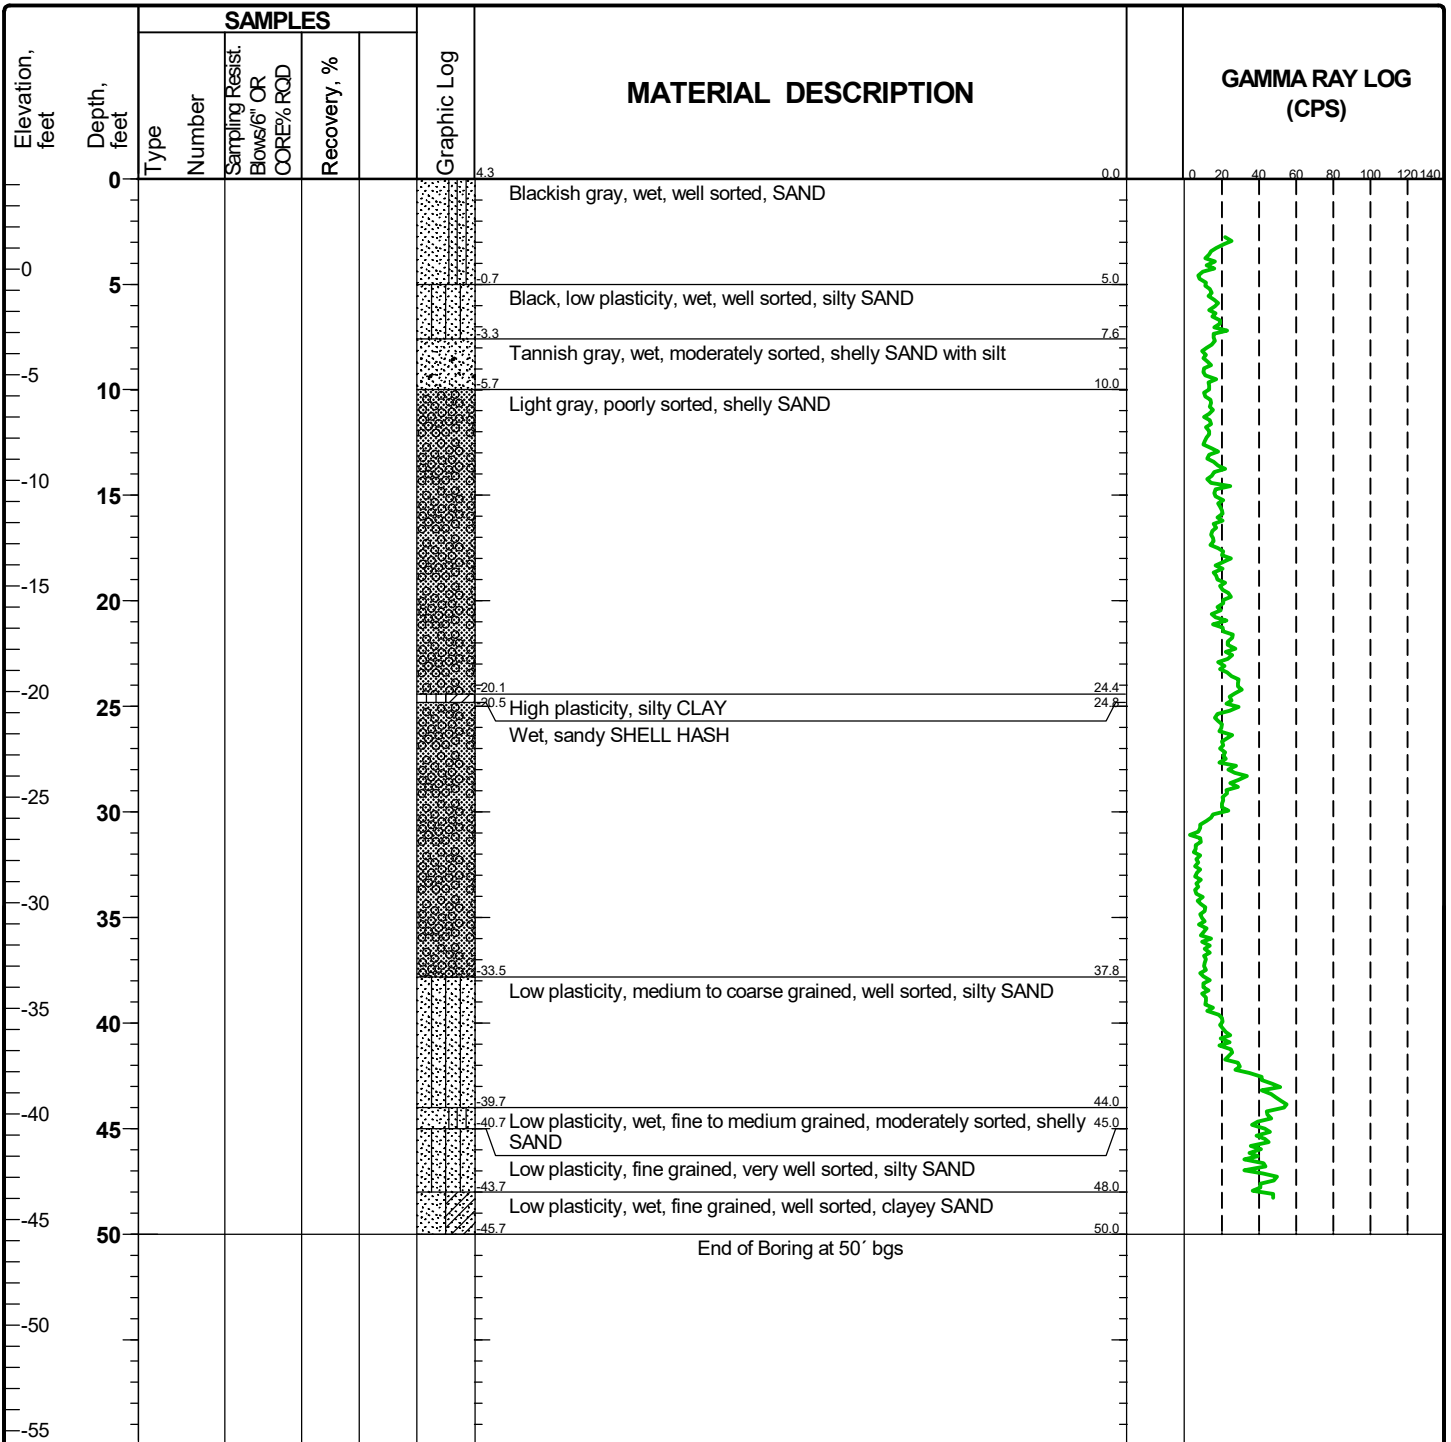 SAMPLES
Elevation,
feet
Depth,
feet
Type
Number
Sampling Resist.
Blows/6" OR
CORE% RQD
Recovery, %
Graphic Log
MATERIAL DESCRIPTION
GAMMA RAY LOG
(CPS)
0 4.3 0.0 0 20 40 60 80 100 120 140
Blackish gray, wet, well sorted, SAND
0
5 -0.7 5.0
Black, low plasticity, wet, well sorted, silty SAND
-3.3 7.6
Tannish gray, wet, moderately sorted, shelly SAND with silt
-5
10 -5.7 10.0
Light gray, poorly sorted, shelly SAND
-10
15
-15
20
-20 -20.1 24.4
25 -20.5 24.8
High plasticity, silty CLAY
Wet, sandy SHELL HASH
-25
30
-30
35
-33.5 37.8
Low plasticity, medium to coarse grained, well sorted, silty SAND
-35
40
-39.7 44.0
-40
Low plasticity, wet, fine to medium grained, moderately sorted, shelly
45 -40.7 45.0
SAND
Low plasticity, fine grained, very well sorted, silty SAND
-43.7 48.0
Low plasticity, wet, fine grained, well sorted, clayey SAND
-45
50 -45.7 50.0
End of Boring at 50´ bgs
-50
-55